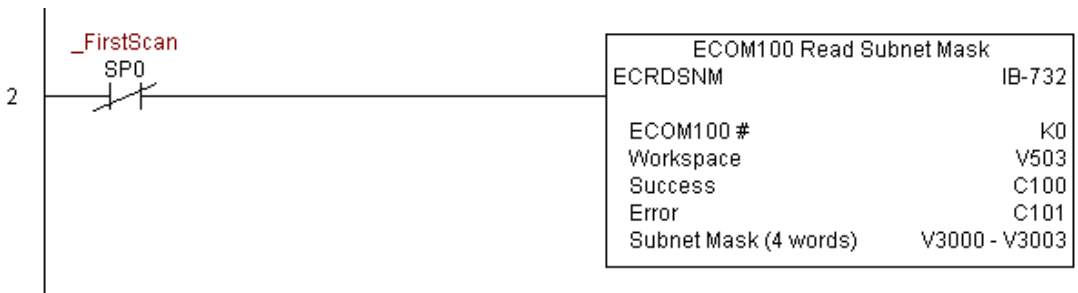 _FirstScan
SP0
2
ECOM100 Read Subnet Mask
ECRDSNM IB-732
ECOM100 # K0
Workspace V503
Success C100
Error C101
Subnet Mask (4 words) V3000 - V3003